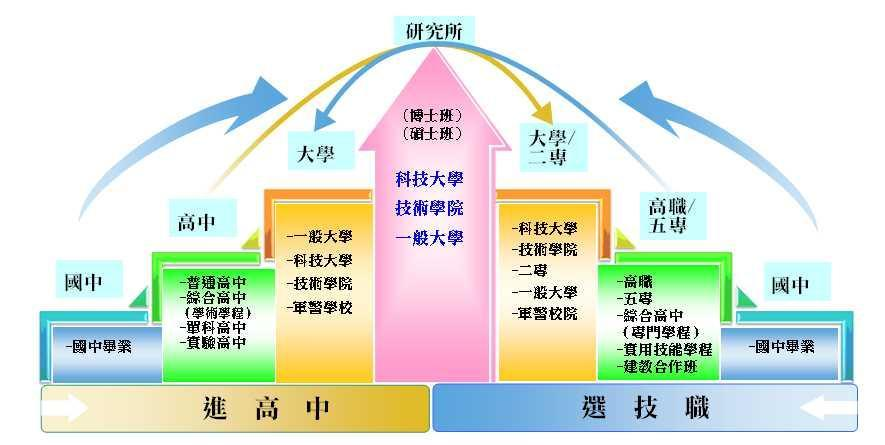 研究所
(博士班)
(碩士班)
科技大學
技術學院
一般大學
大學
大學/
二專
高中
高職/
五專
國中
國中
-國中畢業
-普通高中
-綜合高中
(學術學程)
-單科高中
-實驗高中
-一般大學
-科技大學
-技術學院
-軍警學校
-科技大學
-技術學院
-二專
-一般大學
-軍警校院
-高職
-五專
-綜合高中
(專門學程)
-實用技能學程
-建教合作班
-國中畢業
進高中
選技職